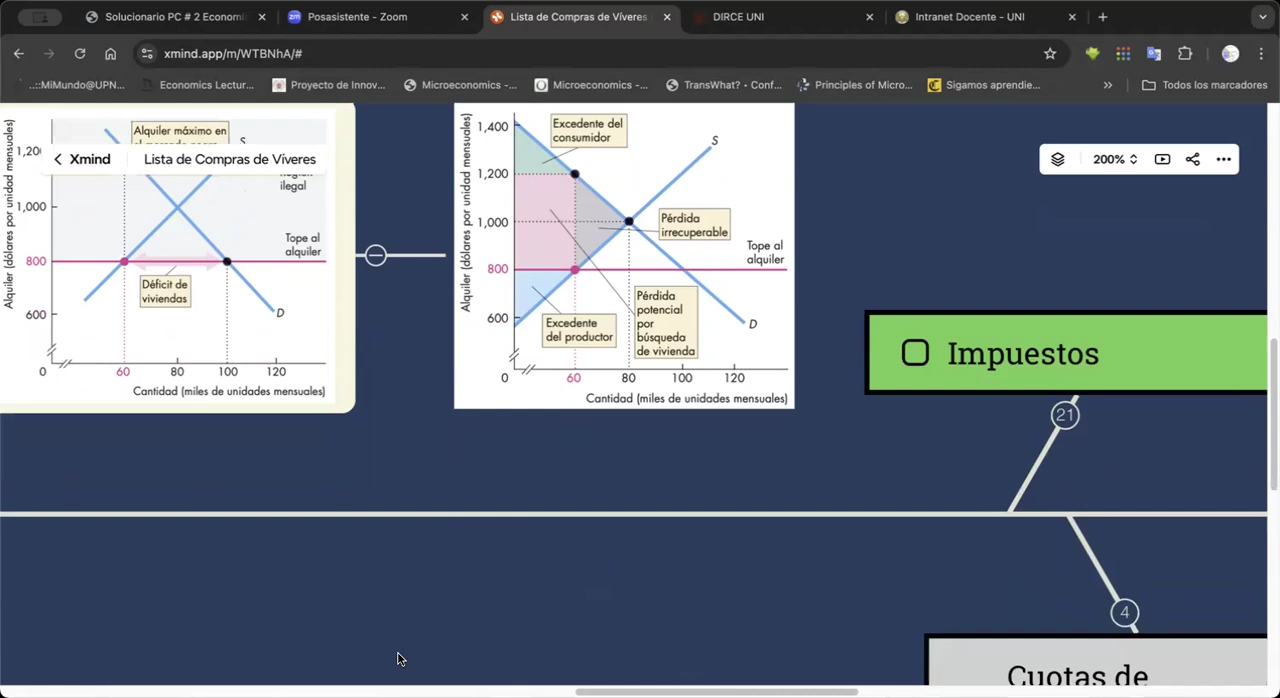 Solucionario PC # 2 Economi
Posasistente - Zoom
Lista de Compras de Víveres
DIRCE UNI
Intranet Docente - UNI
xmind.app/m/WTBNhA/#
..::MiMundo@UPN...
Economics Lectur...
Proyecto de Innov...
Microeconomics -...
Microeconomics –...
TransWhat? - Conf...
Principles of Micro...
Sigamos aprendie...
»
Todos los marcadores
Xmind
Lista de Compras de Víveres
200%
Alquiler (dólares por unidad mensuales)
Alquiler máximo en
S
1,20
ilegal
1,000
Tope al
alquiler
800
Déficit de
viviendas
600
D
0
60
80
100
120
Cantidad (miles de unidades mensuales)
Alquiler (dólares por unidad mensuales)
1,400
Excedente del
consumidor
S
1,200
1,000
Pérdida
irrecuperable
Tope al
alquiler
800
Pérdida
potencial
por
búsqueda
de vivienda
600
Excedente
del productor
D
0
60
80
100
120
Cantidad (miles de unidades mensuales)
Impuestos
21
4
Cuotas de